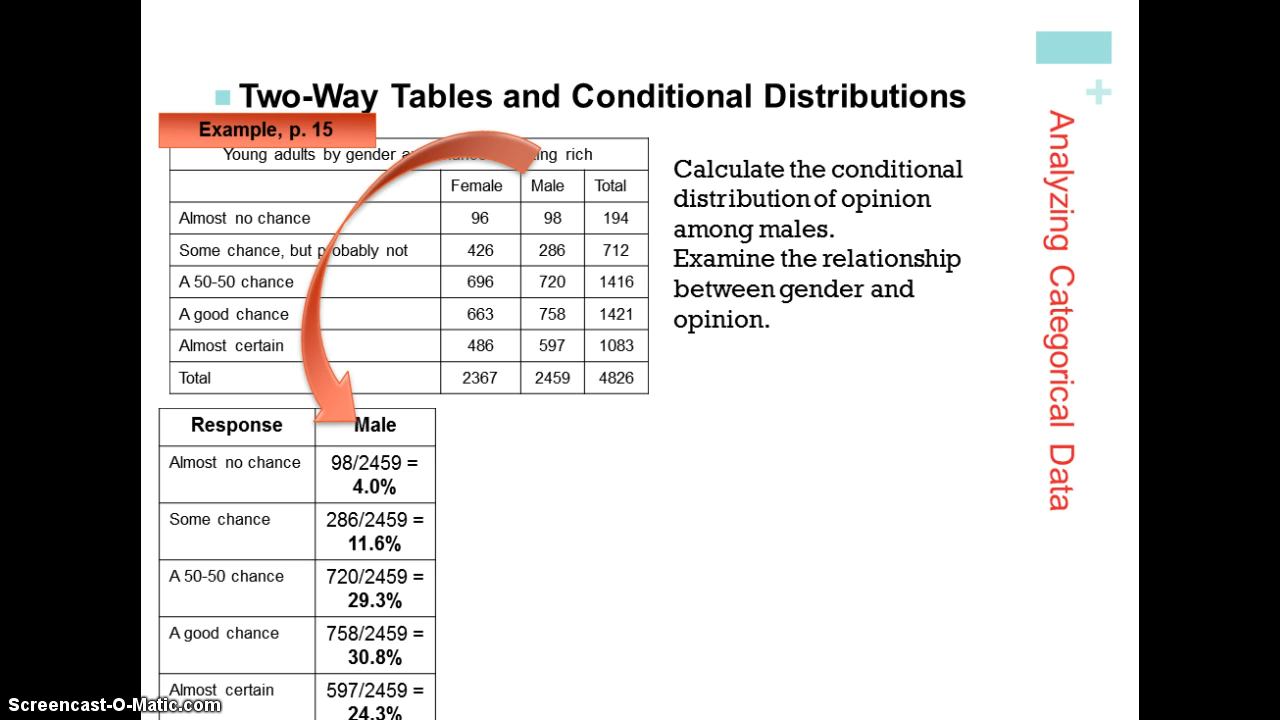 Two-Way Tables and Conditional Distributions
Example, p. 15
Young adults by gender ing rich
Female Male Total
Almost no chance 96 98 194
Some chance, but probably not 426 286 712
A 50-50 chance 696 720 1416
A good chance 663 758 1421
Almost certain 486 597 1083
Total 2367 2459 4826
Calculate the conditional
distribution of opinion
among males.
Examine the relationship
between gender and
opinion.
Response Male
Almost no chance 98/2459 =
4.0%
Some chance 286/2459 =
11.6%
A 50-50 chance 720/2459 =
29.3%
A good chance 758/2459 =
30.8%
Almost certain 597/2459 =
24.3%
+
Analyzing Categorical Data
Screencast-O-Matic.com